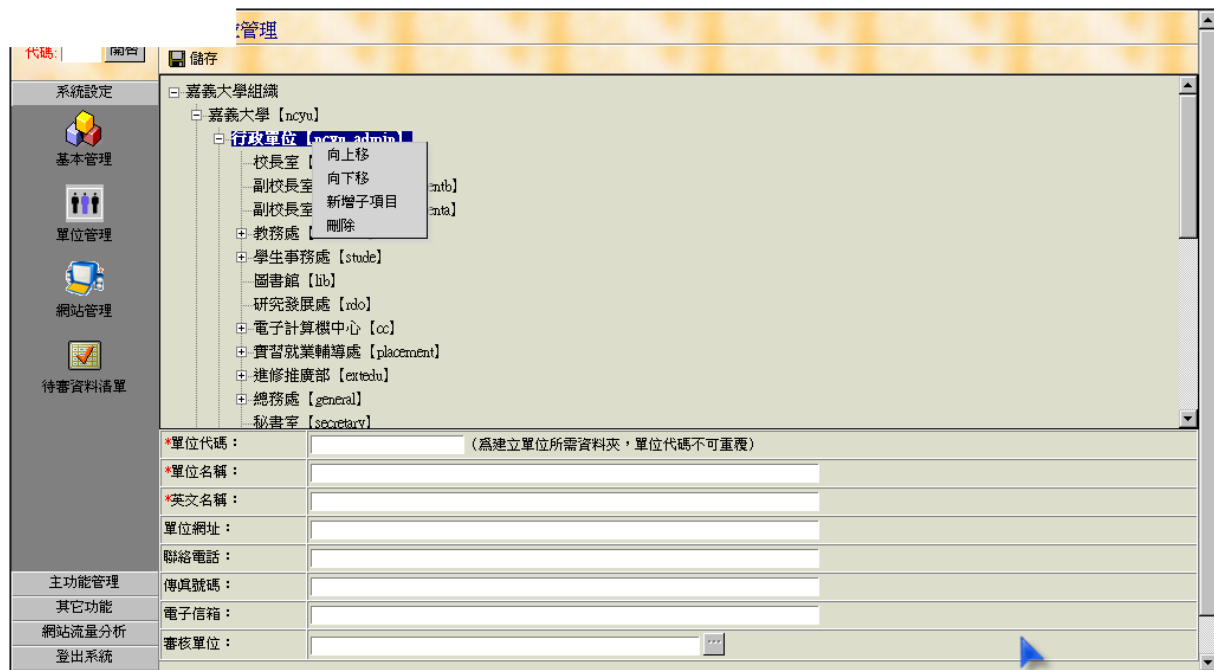 管理
代碼:
儲存
系統設定
基本管理
單位管理
網站管理
待審資料清單
主功能管理
其它功能
網站流量分析
登出系統
嘉義大學組織
嘉義大學【ncyu】
行政單位【ncyu_admin】
向上移
向下移
新增子項目
刪除
校長室【
副校長室 entb】
副校長室 enta】
教務處【
學生事務處【stude】
圖書館【lib】
研究發展處【rdo】
電子計算機中心【cc】
實習就業輔導處【placement】
進修推廣部【extedu】
總務處【general】
秘書室【secretary】
*單位代碼： （為建立單位所需資料夾，單位代碼不可重覆）
*單位名稱：
*英文名稱：
單位網址：
聯絡電話：
傳真號碼：
電子信箱：
審核單位： ...